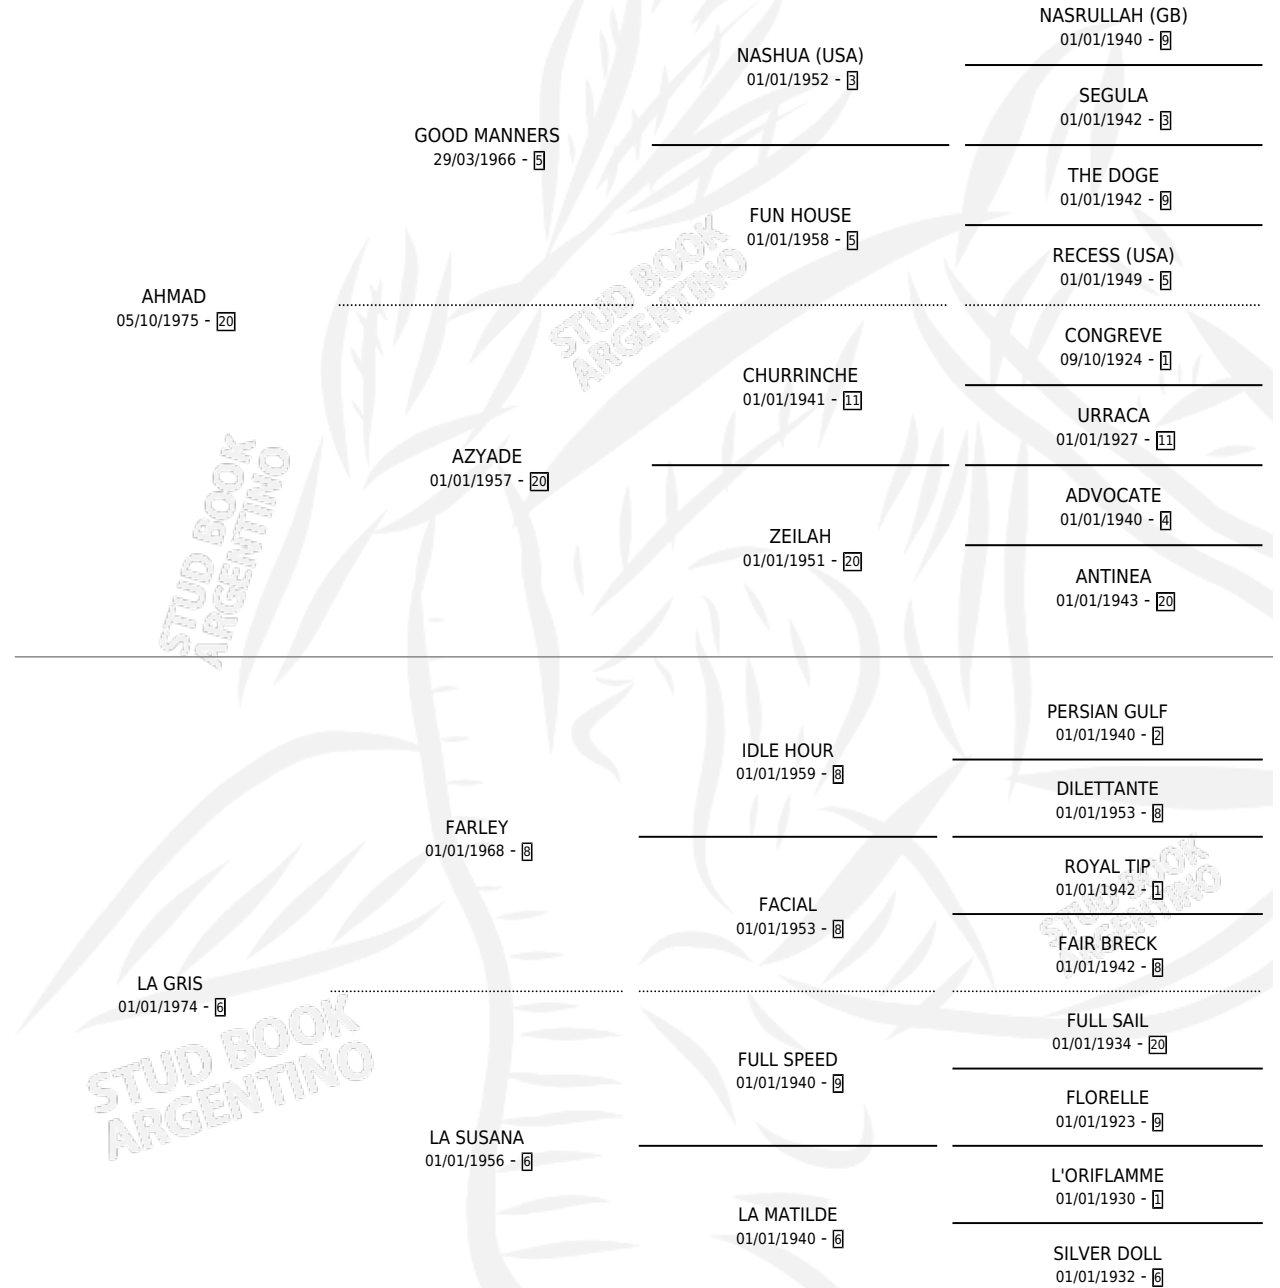 NASRULLAH (GB)
01/01/1940 - 9
NASHUA (USA)
01/01/1952 - 3
SEGULA
01/01/1942 - 3
GOOD MANNERS
29/03/1966 - 5
THE DOGE
01/01/1942 - 9
FUN HOUSE
01/01/1958 - 5
RECESS (USA)
01/01/1949 - 5
AHMAD
05/10/1975 - 20
CONGREVE
09/10/1924 - 1
CHURRINCHE
01/01/1941 - 11
URRACA
01/01/1927 - 11
AZYADE
01/01/1957 - 20
ADVOCATE
01/01/1940 - 4
ZEILAH
01/01/1951 - 20
ANTINEA
01/01/1943 - 20
STUD BOOK
ARGENTINO
STUD BOOK
ARGENTINO
PERSIAN GULF
01/01/1940 - 2
IDLE HOUR
01/01/1959 - 8
DILETTANTE
01/01/1953 - 8
FARLEY
01/01/1968 - 8
ROYAL TIP
01/01/1942 - 1
FACIAL
01/01/1953 - 8
FAIR BRECK
01/01/1942 - 8
LA GRIS
01/01/1974 - 6
FULL SAIL
01/01/1934 - 20
FULL SPEED
01/01/1940 - 9
FLORELLE
01/01/1923 - 9
LA SUSANA
01/01/1956 - 6
L'ORIFLAMME
01/01/1930 - 1
LA MATILDE
01/01/1940 - 6
SILVER DOLL
01/01/1932 - 6
STUD BOOK
ARGENTINO
STUD BOOK
ARGENTINO